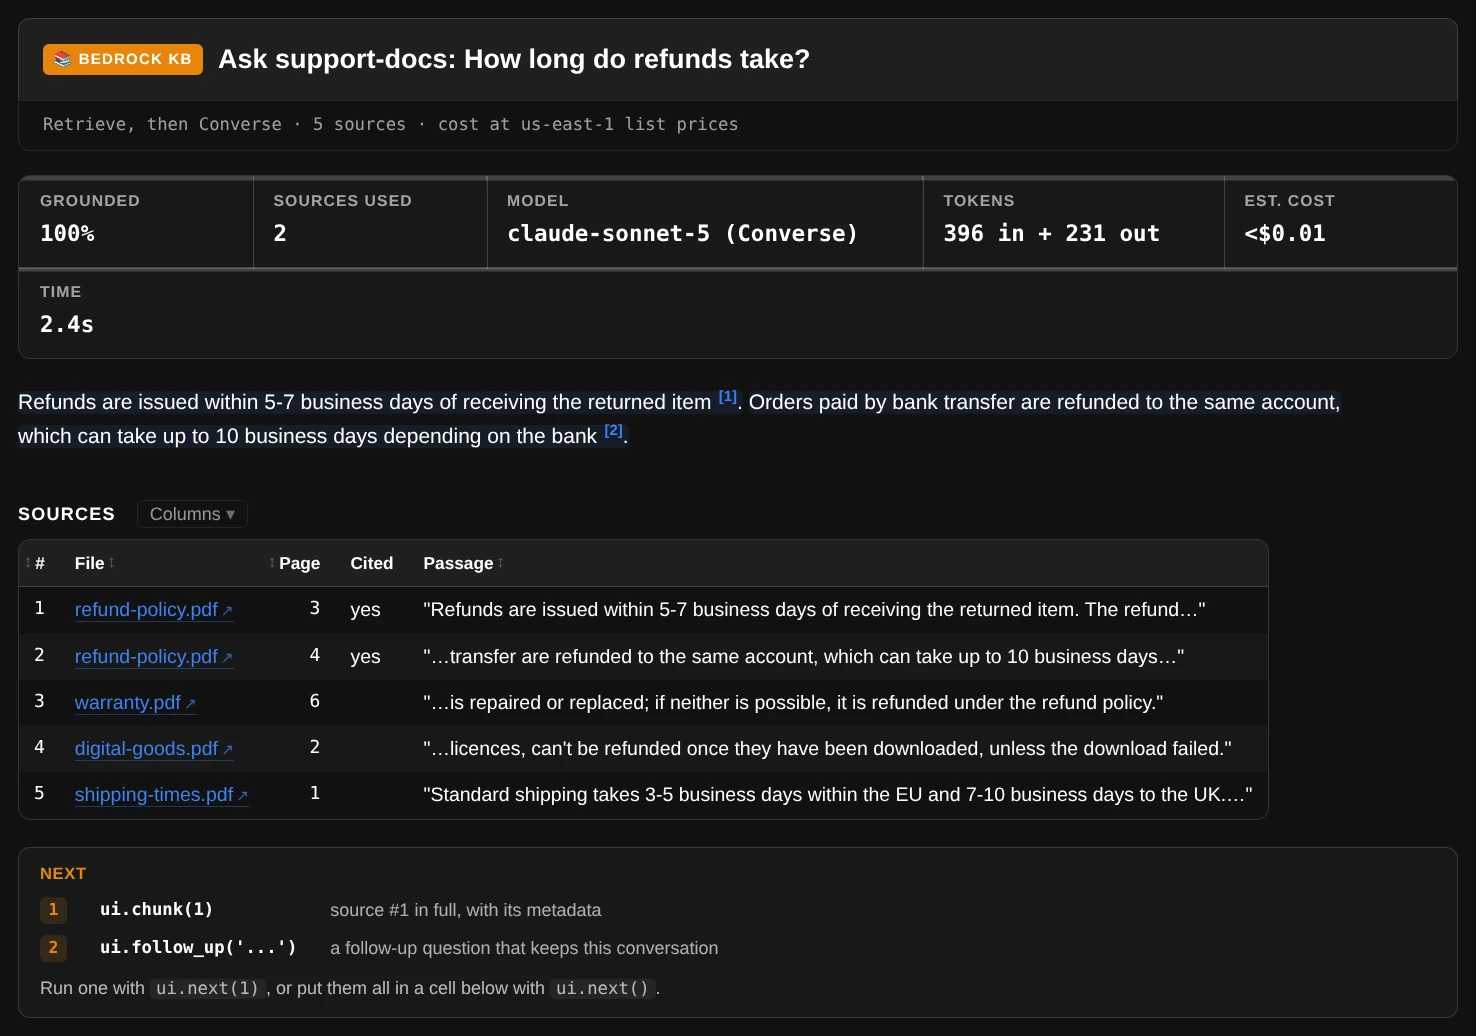 📚 BEDROCK KB Ask support-docs: How long do refunds take?
Retrieve, then Converse · 5 sources · cost at us-east-1 list prices
GROUNDED SOURCES USED MODEL TOKENS EST. COST
100% 2 claude-sonnet-5 (Converse) 396 in + 231 out <$0.01
TIME
2.4s
Refunds are issued within 5-7 business days of receiving the returned item [1]. Orders paid by bank transfer are refunded to the same account,
which can take up to 10 business days depending on the bank [2].
SOURCES Columns ▾
↕ # File ↕ ↕ Page Cited Passage ↕
1 refund-policy.pdf ↗ 3 yes "Refunds are issued within 5-7 business days of receiving the returned item. The refund…"
2 refund-policy.pdf ↗ 4 yes "…transfer are refunded to the same account, which can take up to 10 business days…"
3 warranty.pdf ↗ 6 "…is repaired or replaced; if neither is possible, it is refunded under the refund policy."
4 digital-goods.pdf ↗ 2 "…licences, can't be refunded once they have been downloaded, unless the download failed."
5 shipping-times.pdf ↗ 1 "Standard shipping takes 3-5 business days within the EU and 7-10 business days to the UK.…"
NEXT
1 ui.chunk(1) source #1 in full, with its metadata
2 ui.follow_up('...') a follow-up question that keeps this conversation
Run one with ui.next(1), or put them all in a cell below with ui.next().